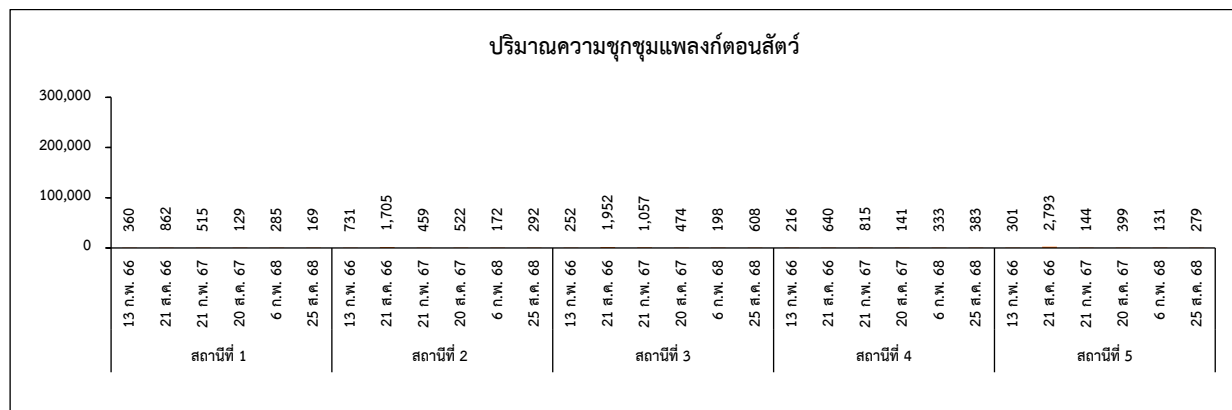 ปริมาณความชุกชุมแพลงก์ตอนสัตว์
300,000
200,000
100,000
0
360 862 515 129 285 169 731 1,705 459 522 172 292 252 1,952 1,057 474 198 608 216 640 815 141 333 383 301 2,793 144 399 131 279
13 ก.พ. 66 21 ส.ค. 66 21 ก.พ. 67 20 ส.ค. 67 6 ก.พ. 68 25 ส.ค. 68 13 ก.พ. 66 21 ส.ค. 66 21 ก.พ. 67 20 ส.ค. 67 6 ก.พ. 68 25 ส.ค. 68 13 ก.พ. 66 21 ส.ค. 66 21 ก.พ. 67 20 ส.ค. 67 6 ก.พ. 68 25 ส.ค. 68 13 ก.พ. 66 21 ส.ค. 66 21 ก.พ. 67 20 ส.ค. 67 6 ก.พ. 68 25 ส.ค. 68 13 ก.พ. 66 21 ส.ค. 66 21 ก.พ. 67 20 ส.ค. 67 6 ก.พ. 68 25 ส.ค. 68
สถานีที่ 1 สถานีที่ 2 สถานีที่ 3 สถานีที่ 4 สถานีที่ 5